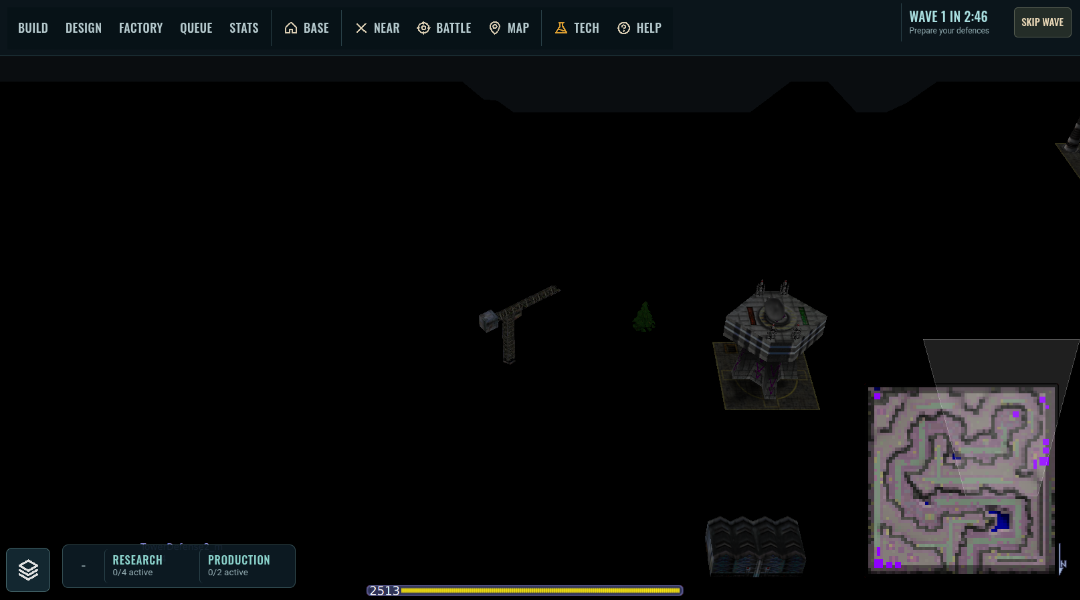 BUILD DESIGN FACTORY QUEUE STATS BASE NEAR BATTLE MAP TECH HELP
WAVE 1 IN 2:46
Prepare your defences
SKIP WAVE
N
-
RESEARCH
0/4 active
PRODUCTION
0/2 active
2513